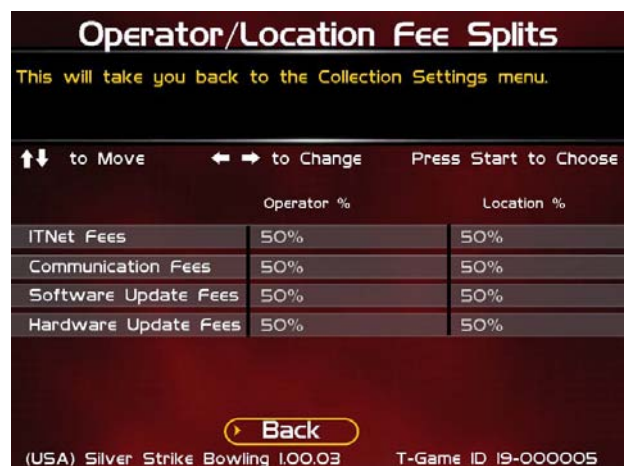 Operator/Location Fee Splits
This will take you back to the Collection Settings menu.
to Move to Change Press Start to Choose
Operator % Location %
ITNet Fees 50% 50%
Communication Fees 50% 50%
Software Update Fees 50% 50%
Hardware Update Fees 50% 50%
Back
(USA) Silver Strike Bowling 1.00.03 T-Game ID 19-000005